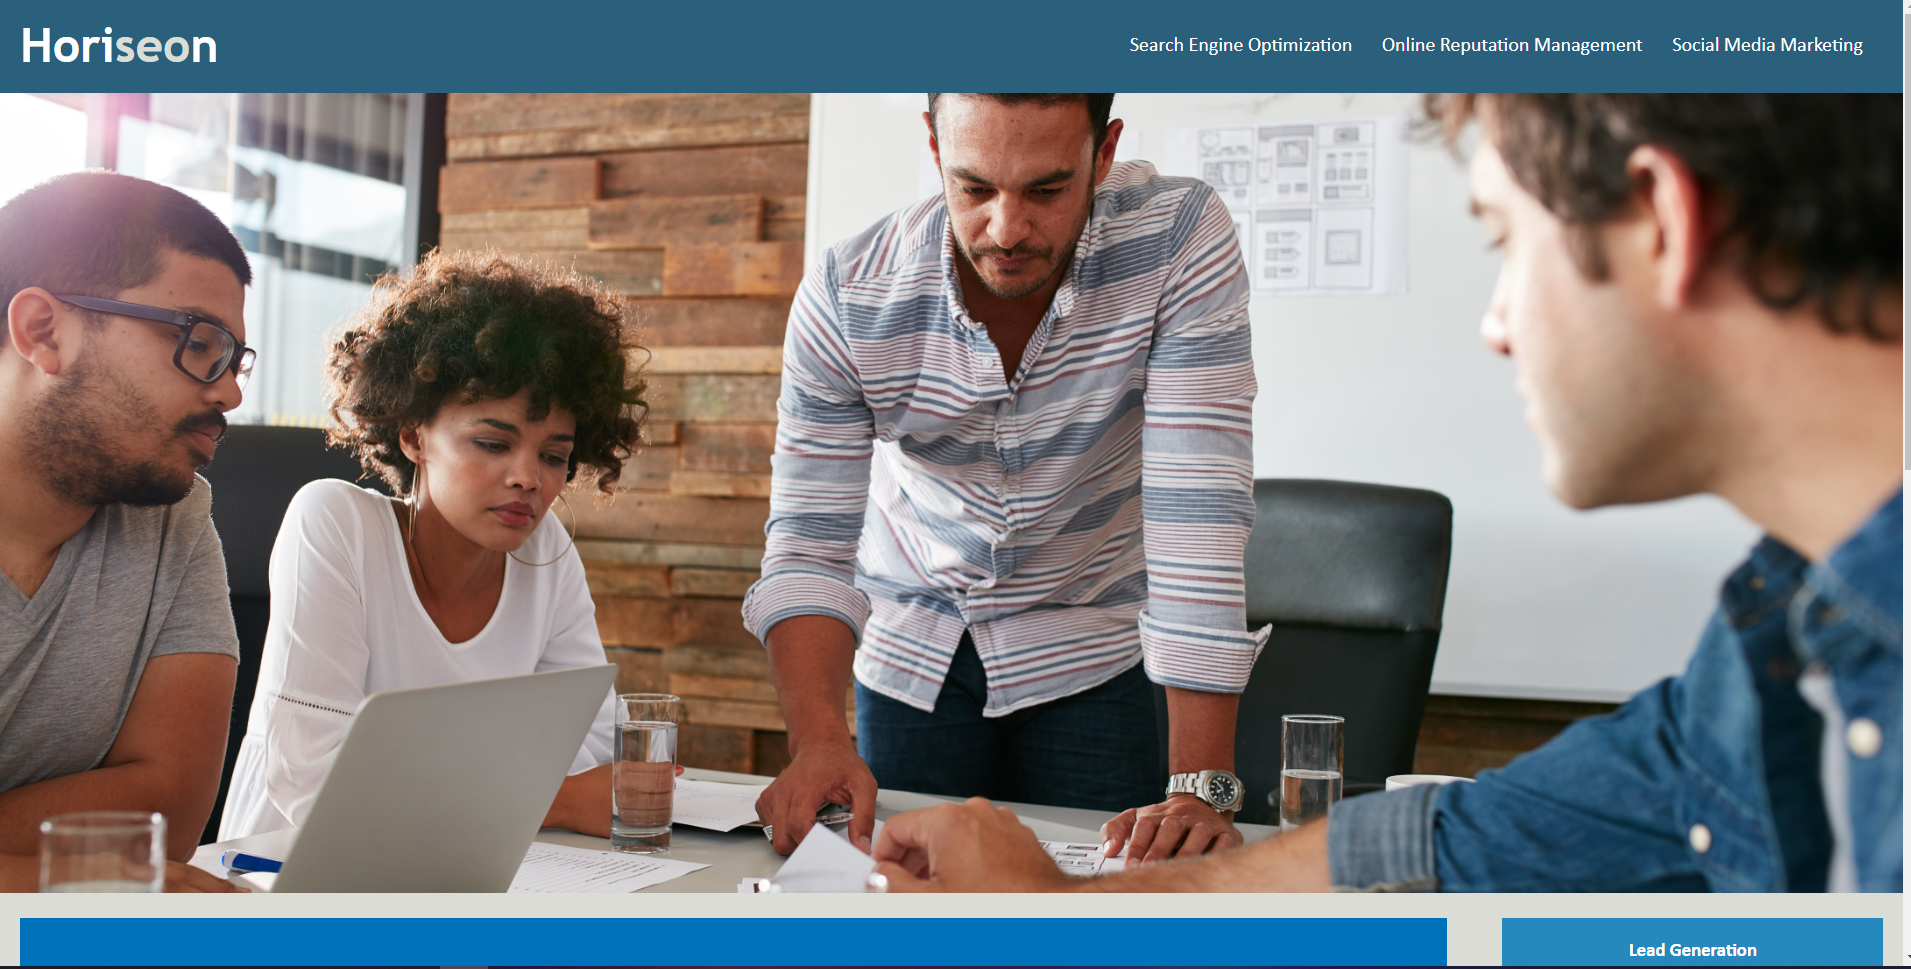 Horiseon
Search Engine Optimization Online Reputation Management Social Media Marketing
Lead Generation